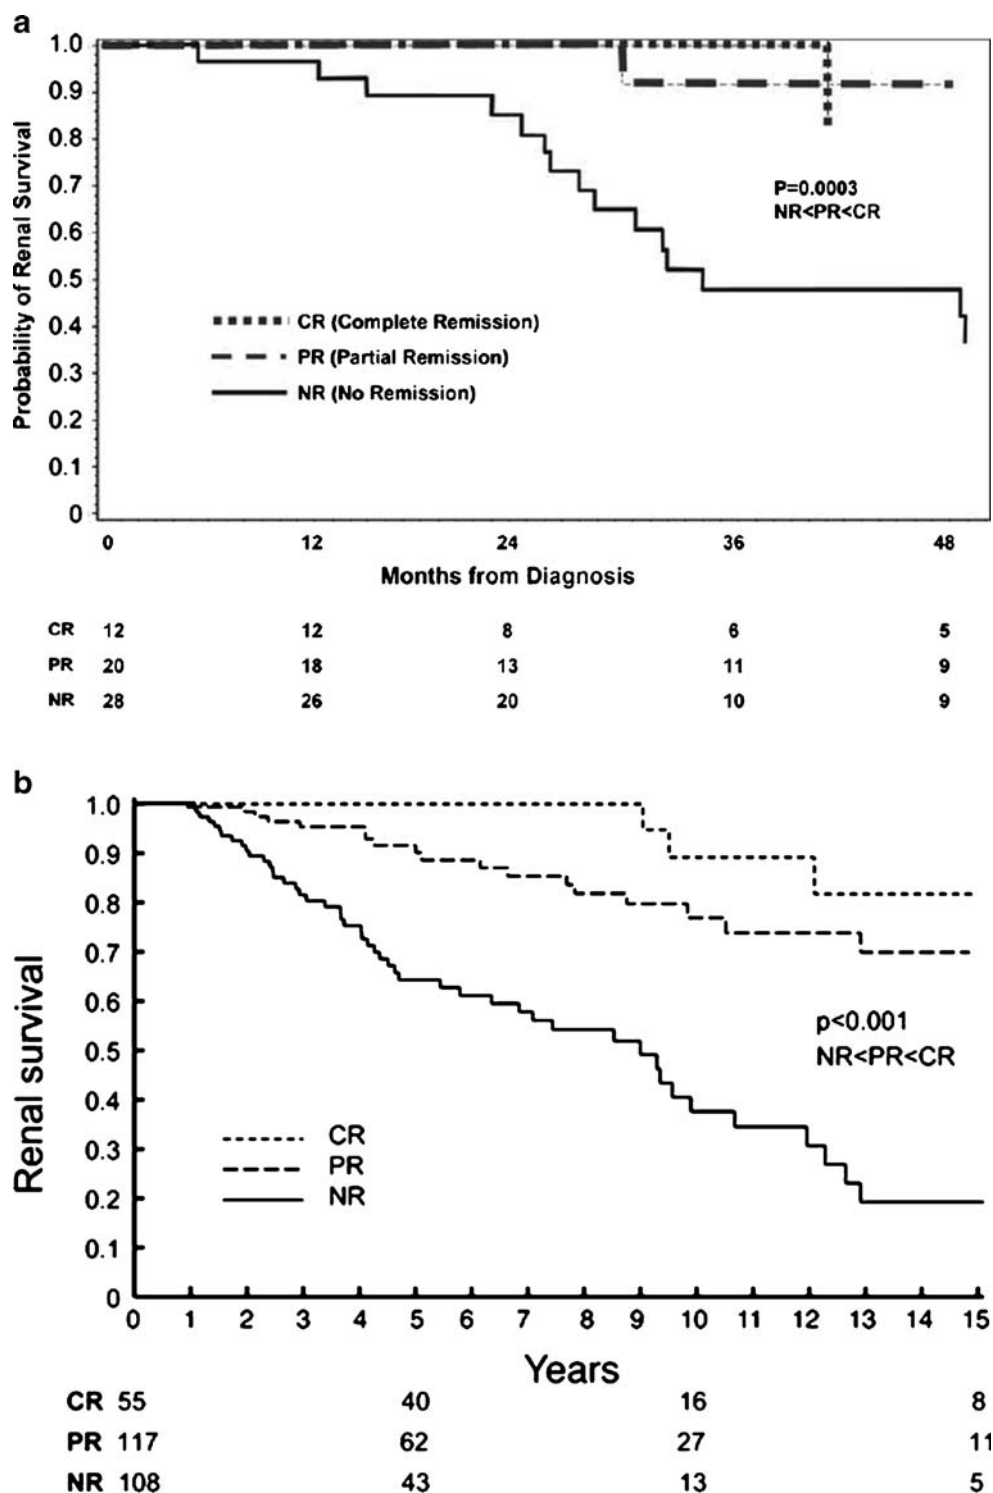 a
Probability of Renal Survival
1.0
0.9
0.8
0.7
0.6
0.5
0.4
0.3
0.2
0.1
0
P=0.0003
NR<PR<CR
CR (Complete Remission)
PR (Partial Remission)
NR (No Remission)
0 12 24 36 48
Months from Diagnosis
CR 12 12 8 6 5
PR 20 18 13 11 9
NR 28 26 20 10 9
b
Renal survival
1.0
0.9
0.8
0.7
0.6
0.5
0.4
0.3
0.2
0.1
0
p<0.001
NR<PR<CR
CR
PR
NR
0 1 2 3 4 5 6 7 8 9 10 11 12 13 14 15
Years
CR 55 40 16 8
PR 117 62 27 11
NR 108 43 13 5